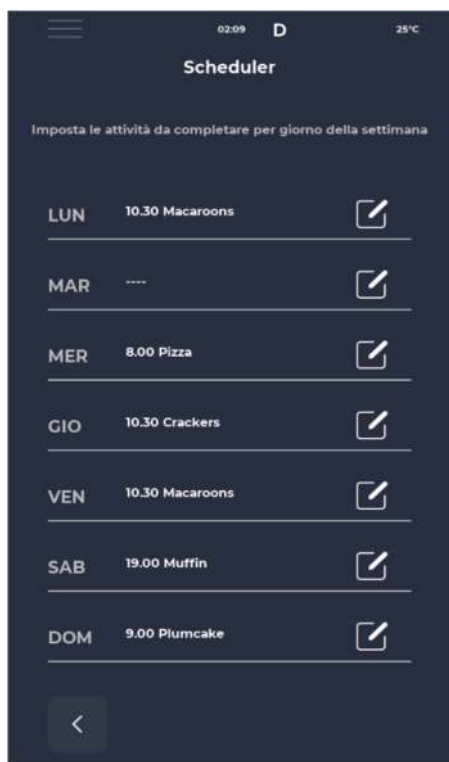 02:09 D 25°C
Scheduler
Imposta le attività da completare per giorno della settimana
LUN 10.30 Macaroons
MAR ----
MER 8.00 Pizza
GIO 10.30 Crackers
VEN 10.30 Macaroons
SAB 19.00 Muffin
DOM 9.00 Plumcake